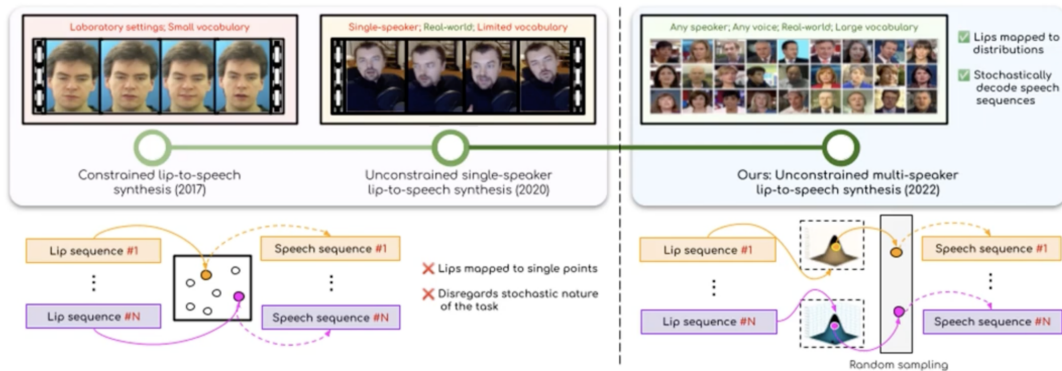 Laboratory settings; Small vocabulary
Single-speaker; Real-world; Limited vocabulary
Any speaker; Any voice; Real-world; Large vocabulary
Lips mapped to
distributions
Stochastically
decode speech
sequences
Constrained lip-to-speech
synthesis (2017)
Unconstrained single-speaker
lip-to-speech synthesis (2020)
Ours: Unconstrained multi-speaker
lip-to-speech synthesis (2022)
Lip sequence #1
Speech sequence #1
Lip sequence #N
Speech sequence #N
Lips mapped to single points
Disregards stochastic nature
of the task
Lip sequence #1
Speech sequence #1
Lip sequence #N
Speech sequence #N
Random sampling